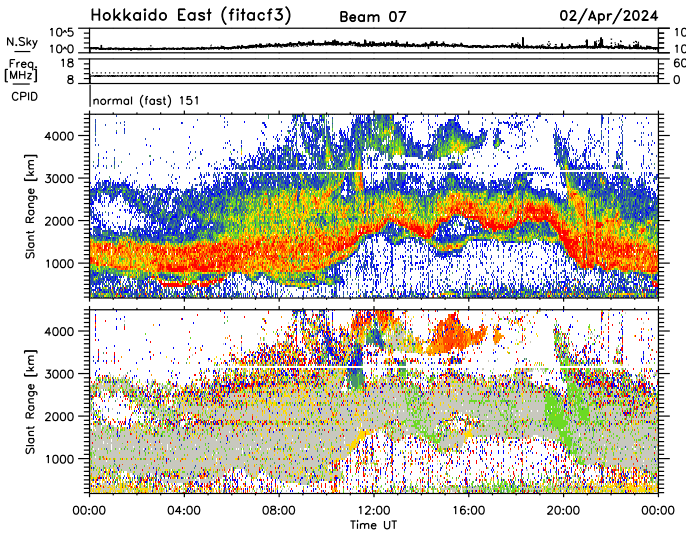 Hokkaido East (fitacf3) Beam 07 02/Apr/2024
N.Sky 10^5 10^0 10 10
Freq. [MHz] 18 8 60 0
CPID normal (fast) 151
Slant Range [km] 4000 3000 2000 1000
Slant Range [km] 4000 3000 2000 1000
00:00 04:00 08:00 12:00 16:00 20:00 00:00
Time UT